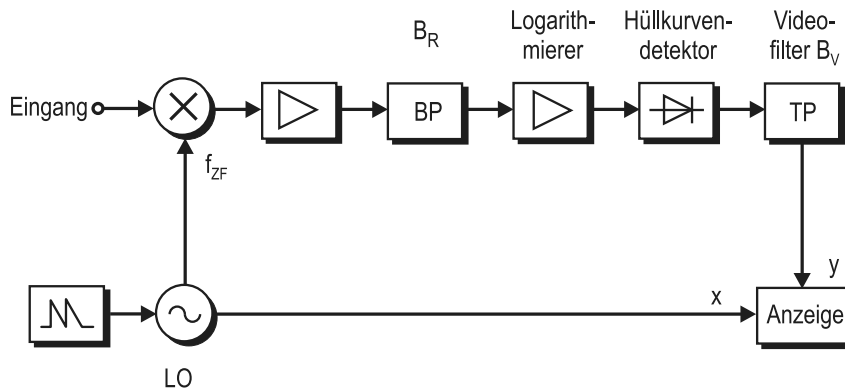 B_R
Logarith-
mierer
Hüllkurven-
detektor
Video-
filter B_V
Eingang
BP
TP
f_ZF
x
y
Anzeige
LO